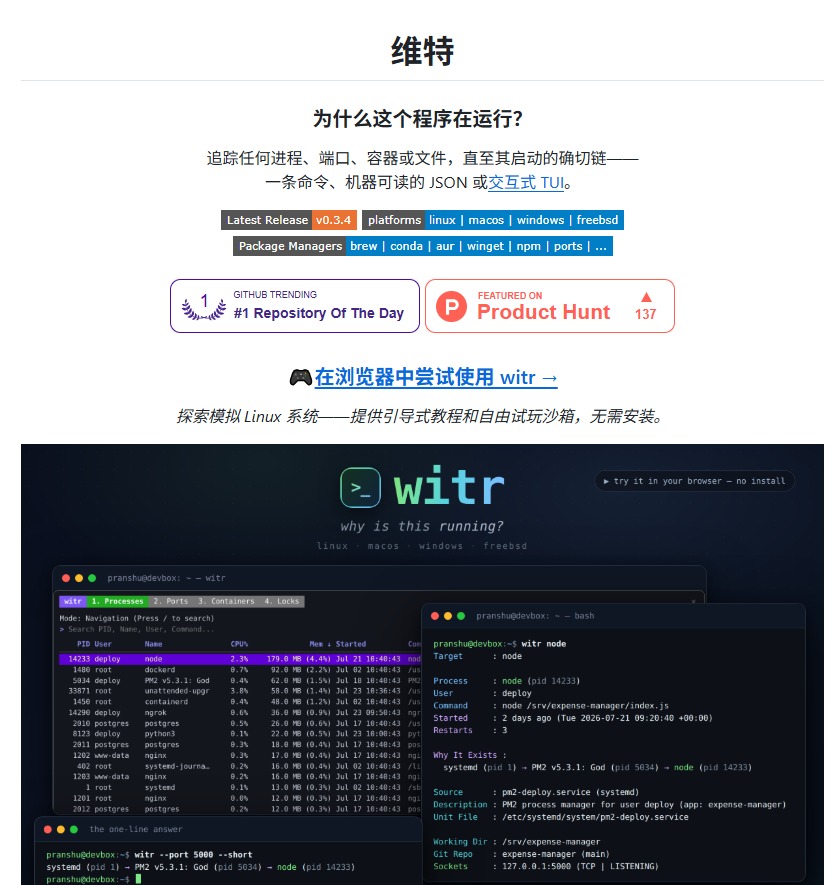 维特
为什么这个程序在运行？
追踪任何进程、端口、容器或文件，直至其启动的确切链——
一条命令、机器可读的 JSON 或交互式 TUI。
Latest Release v0.3.4 platforms linux | macos | windows | freebsd
Package Managers brew | conda | aur | winget | npm | ports | ...
1 GITHUB TRENDING
#1 Repository Of The Day
P FEATURED ON
Product Hunt
▲
137
🎮在浏览器中尝试使用 witr →
探索模拟 Linux 系统——提供引导式教程和自由试玩沙箱，无需安装。
>_ witr
▶ try it in your browser — no install
why is this running?
linux · macos · windows · freebsd
pranshu@devbox: ~ — witr
witr 1. Processes 2. Ports 3. Containers 4. Locks
Mode: Navigation (Press / to search)
> Search PID, Name, User, Command...
PID User Name CPU% Mem ↓ Started Com
14233 deploy node 2.3% 179.0 MB (4.4%) Jul 21 10:40:43 nod
1480 root dockerd 0.7% 92.0 MB (2.2%) Jul 02 10:40:43 /us
5034 deploy PM2 v5.3.1: God 0.4% 62.0 MB (1.5%) Jul 18 10:40:43 PM2
33871 root unattended-upgr 3.8% 58.0 MB (1.4%) Jul 23 10:36:43 /us
1450 root containerd 0.4% 48.0 MB (1.2%) Jul 02 10:40:43 /us
14290 deploy ngrok 0.6% 36.0 MB (0.9%) Jul 23 09:50:43 ngr
2010 postgres postgres 0.5% 26.0 MB (0.6%) Jul 17 10:40:43 /us
8123 deploy python3 0.1% 22.0 MB (0.5%) Jul 23 10:00:43 pyt
2011 postgres postgres 0.3% 18.0 MB (0.4%) Jul 17 10:40:43 pos
1202 www-data nginx 0.3% 17.0 MB (0.4%) Jul 17 10:40:43 ngi
402 root systemd-journa… 0.2% 16.0 MB (0.4%) Jul 02 10:40:43 /li
1203 www-data nginx 0.2% 16.0 MB (0.4%) Jul 17 10:40:43 ngi
1 root systemd 0.1% 13.0 MB (0.3%) Jul 02 10:40:43 /sb
1201 root nginx 0.0% 12.0 MB (0.3%) Jul 17 10:40:43 ngi
2012 postgres postgres 0.2% 12.0 MB (0.3%) Jul 17 10:40:43 pos
pranshu@devbox: ~ — bash
pranshu@devbox:~$ witr node
Target : node
Process : node (pid 14233)
User : deploy
Command : node /srv/expense-manager/index.js
Started : 2 days ago (Tue 2026-07-21 09:20:40 +00:00)
Restarts : 3
Why It Exists :
systemd (pid 1) → PM2 v5.3.1: God (pid 5034) → node (pid 14233)
Source : pm2-deploy.service (systemd)
Description : PM2 process manager for user deploy (app: expense-manager)
Unit File : /etc/systemd/system/pm2-deploy.service
Working Dir : /srv/expense-manager
Git Repo : expense-manager (main)
Sockets : 127.0.0.1:5000 (TCP | LISTENING)
the one-line answer
pranshu@devbox:~$ witr --port 5000 --short
systemd (pid 1) → PM2 v5.3.1: God (pid 5034) → node (pid 14233)
pranshu@devbox:~$